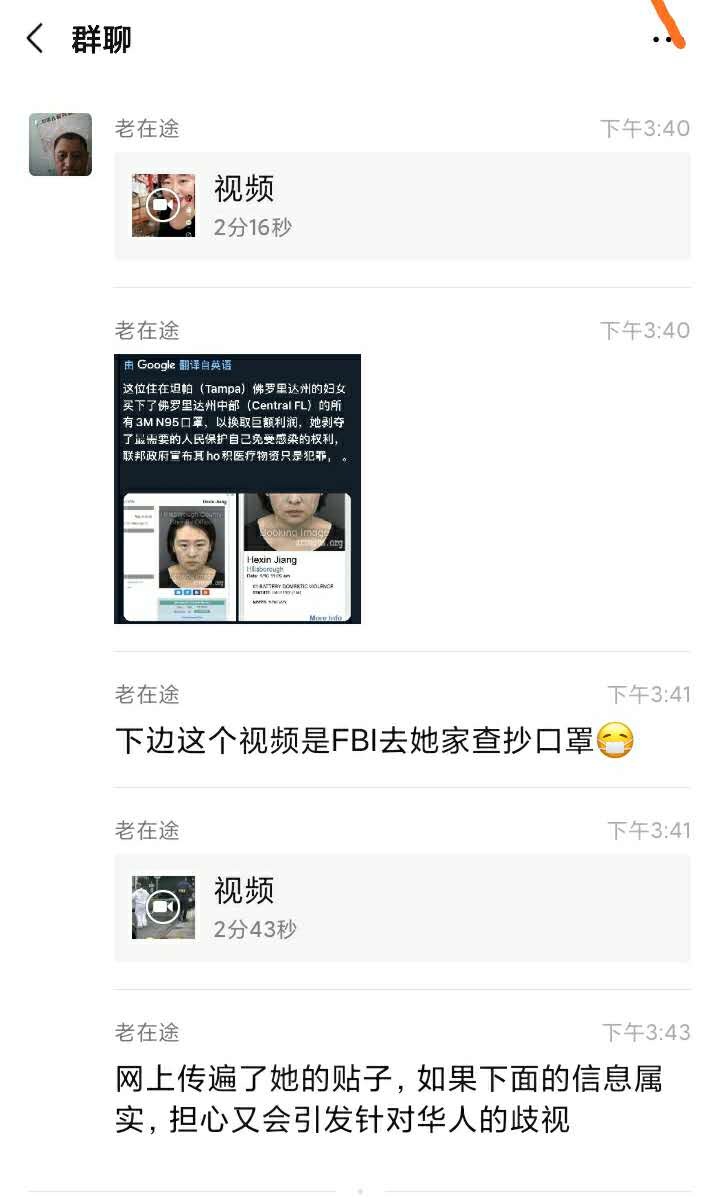 群聊
老在途
下午3:40
视频
2分16秒
老在途
下午3:40
由 Google 翻译自英语
这位住在坦帕（Tampa）佛罗里达州的妇女
买下了佛罗里达州中部（Central FL）的所
有3M N95口罩，以换取巨额利润，她剥夺
了最需要的人民保护自己免受感染的权利，
联邦政府宣布其ho积医疗物资只是犯罪，。
Hexin Jiang
Booking Image
Hexin Jiang
Hillsborough
BATTERY DOMESTIC VIOLENCE
More Info
老在途
下午3:41
下边这个视频是FBI去她家查抄口罩😷
老在途
下午3:41
视频
2分43秒
老在途
下午3:43
网上传遍了她的贴子，如果下面的信息属
实，担心又会引发针对华人的歧视